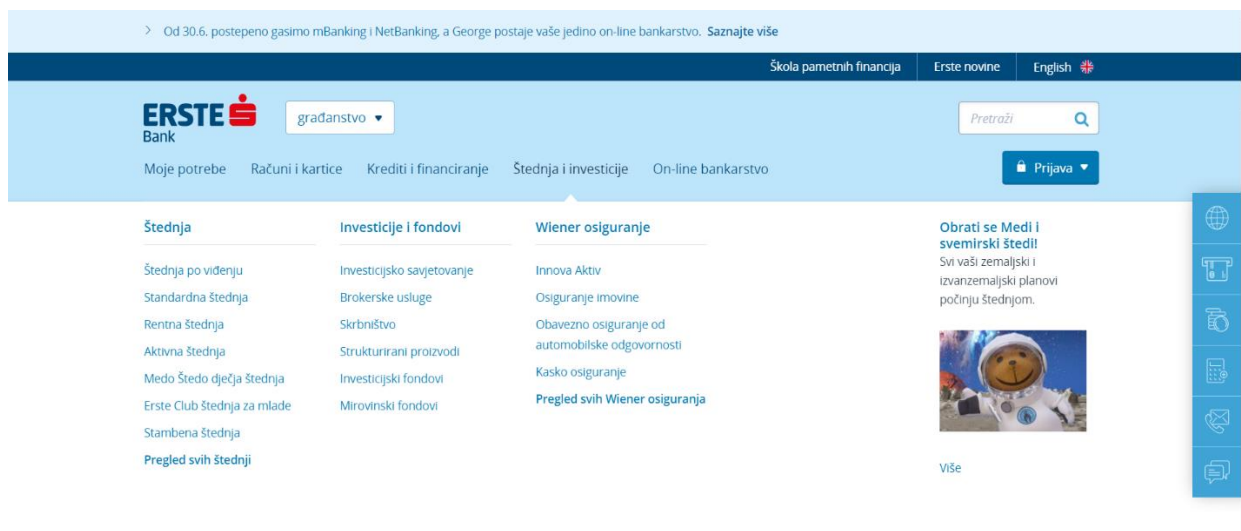 Od 30.6. postepeno gasimo mBanking i NetBanking, a George postaje vaše jedino on-line bankarstvo. Saznajte više
Škola pametnih financija
Erste novine
English
ERSTE
Bank
građanstvo
Pretraži
Moje potrebe
Računi i kartice
Krediti i financiranje
Štednja i investicije
On-line bankarstvo
Prijava
Štednja
Štednja po viđenju
Standardna štednja
Rentna štednja
Aktivna štednja
Medo Štedo dječja štednja
Erste Club štednja za mlade
Stambena štednja
Pregled svih štednji
Investicije i fondovi
Investicijsko savjetovanje
Brokerske usluge
Skrbništvo
Strukturirani proizvodi
Investicijski fondovi
Mirovinski fondovi
Wiener osiguranje
Innova Aktiv
Osiguranje imovine
Obavezno osiguranje od
automobilske odgovornosti
Kasko osiguranje
Pregled svih Wiener osiguranja
Obrati se Medi i
svemirski štedi!
Svi vaši zemaljski i
izvanzemaljski planovi
počinju štednjom.
Više